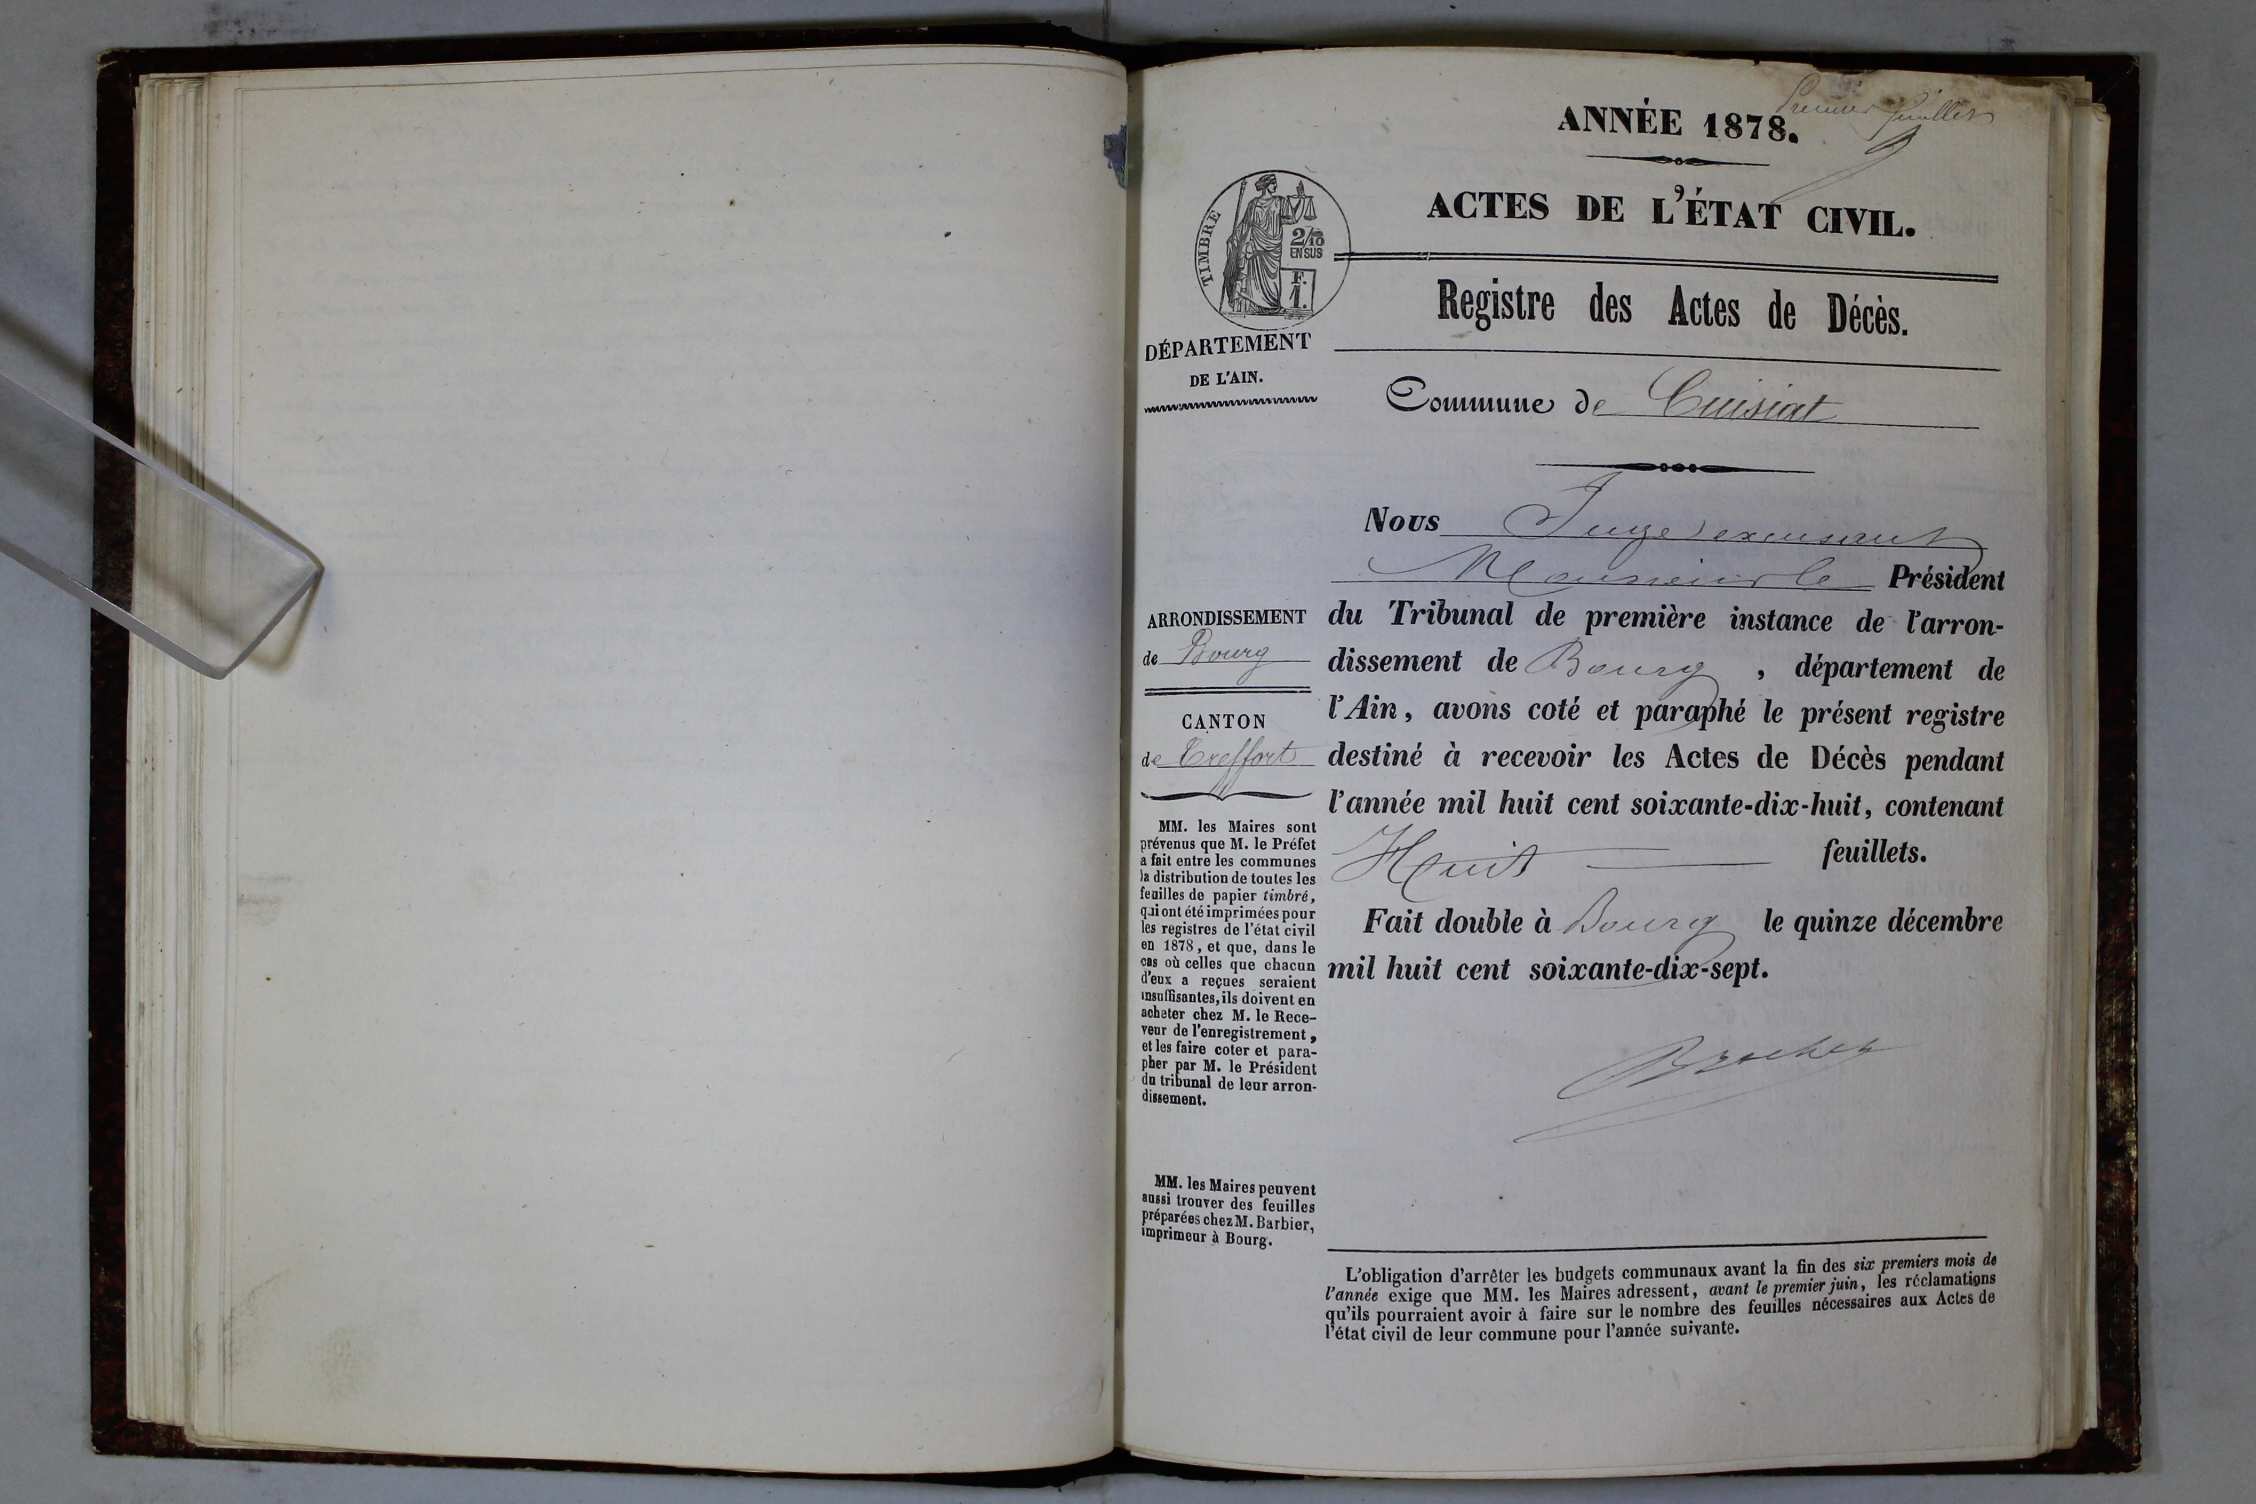 Premier feuillet
ANNÉE 1878.
ACTES DE L'ÉTAT CIVIL.
TIMBRE
2/10
EN SUS
F.
1.
Registre des Actes de Décès.
DÉPARTEMENT
DE L'AIN.
Commune de Cuisiat
Nous Juge excusant
Monsieur le Président
du Tribunal de première instance de l'arron-
dissement de Bourg, département de
l'Ain, avons coté et paraphé le présent registre
destiné à recevoir les Actes de Décès pendant
l'année mil huit cent soixante-dix-huit, contenant
Huit feuillets.
Fait double à Bourg le quinze décembre
mil huit cent soixante-dix-sept.
ARRONDISSEMENT
de Bourg
CANTON
de Treffort
MM. les Maires sont
prévenus que M. le Préfet
a fait entre les communes
la distribution de toutes les
feuilles de papier timbré,
qui ont été imprimées pour
les registres de l'état civil
en 1878, et que, dans le
cas où celles que chacun
d'eux a reçues seraient
insuffisantes, ils doivent en
acheter chez M. le Rece-
veur de l'enregistrement,
et les faire coter et para-
pher par M. le Président
du tribunal de leur arron-
dissement.
MM. les Maires peuvent
aussi trouver des feuilles
préparées chez M. Barbier,
imprimeur à Bourg.
L'obligation d'arrêter les budgets communaux avant la fin des six premiers mois de
l'année exige que MM. les Maires adressent, avant le premier juin, les réclamations
qu'ils pourraient avoir à faire sur le nombre des feuilles nécessaires aux Actes de
l'état civil de leur commune pour l'année suivante.